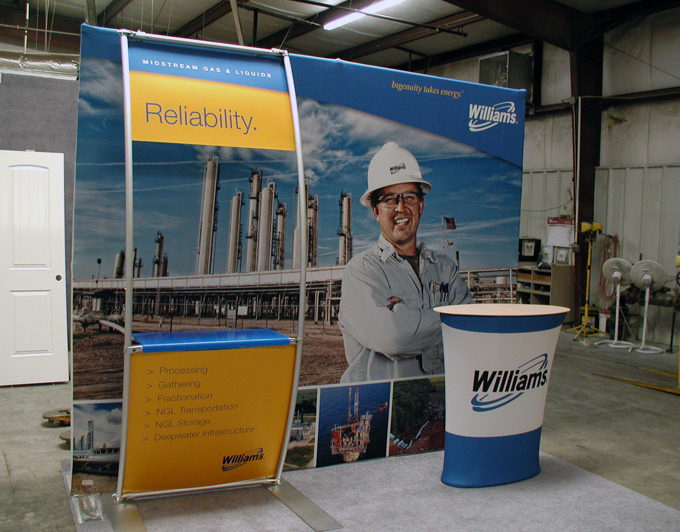 MIDSTREAM GAS & LIQUIDS
Reliability.
Ingenuity takes energy.
Williams
Williams
> Processing
> Gathering
> Fractionation
> NGL Transportation
> NGL Storage
> Deepwater Infrastructure
Williams
Williams